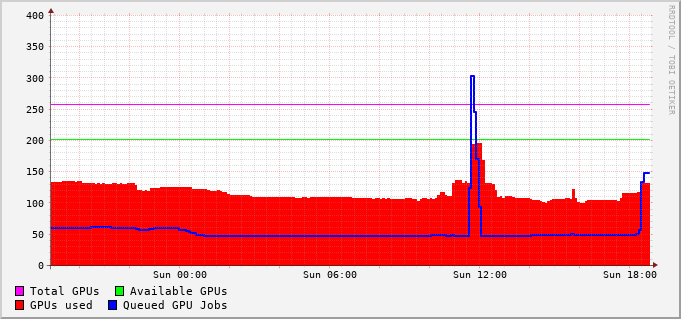 400
350
300
250
200
150
100
50
0
Sun 00:00 Sun 06:00 Sun 12:00 Sun 18:00
Total GPUs Available GPUs
GPUs used Queued GPU Jobs
RRDTOOL / TOBI OETIKER